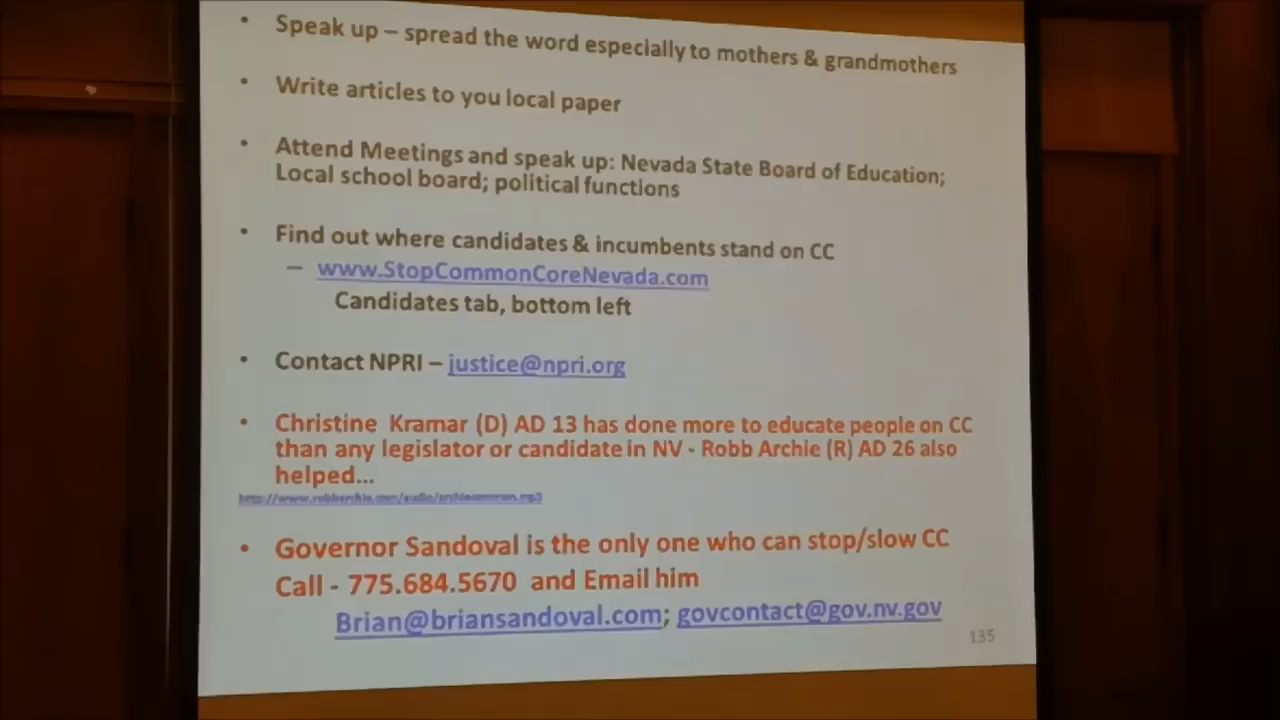 • Speak up – spread the word especially to mothers & grandmothers
• Write articles to you local paper
• Attend Meetings and speak up: Nevada State Board of Education;
Local school board; political functions
• Find out where candidates & incumbents stand on CC
– www.StopCommonCoreNevada.com
Candidates tab, bottom left
• Contact NPRI – justice@npri.org
• Christine Kramar (D) AD 13 has done more to educate people on CC
than any legislator or candidate in NV - Robb Archie (R) AD 26 also
helped...
• Governor Sandoval is the only one who can stop/slow CC
Call - 775.684.5670 and Email him
Brian@briansandoval.com; govcontact@gov.nv.gov
135